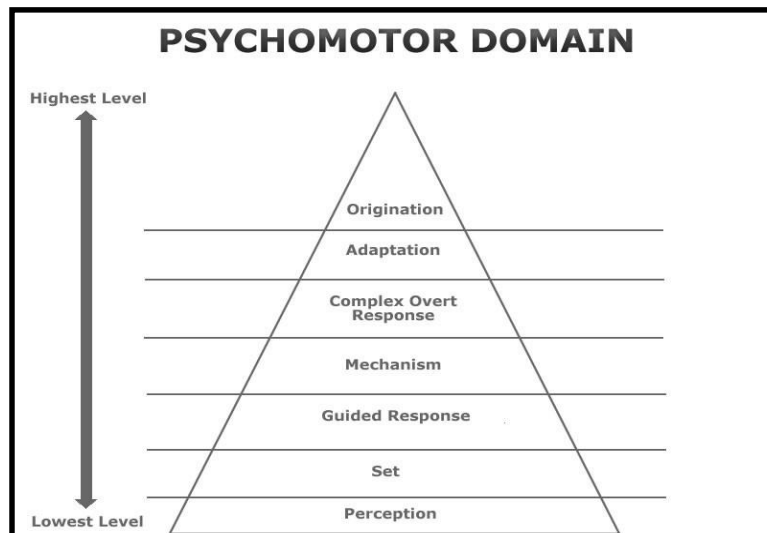 PSYCHOMOTOR DOMAIN
Highest Level
Origination
Adaptation
Complex Overt
Response
Mechanism
Guided Response
Set
Perception
Lowest Level